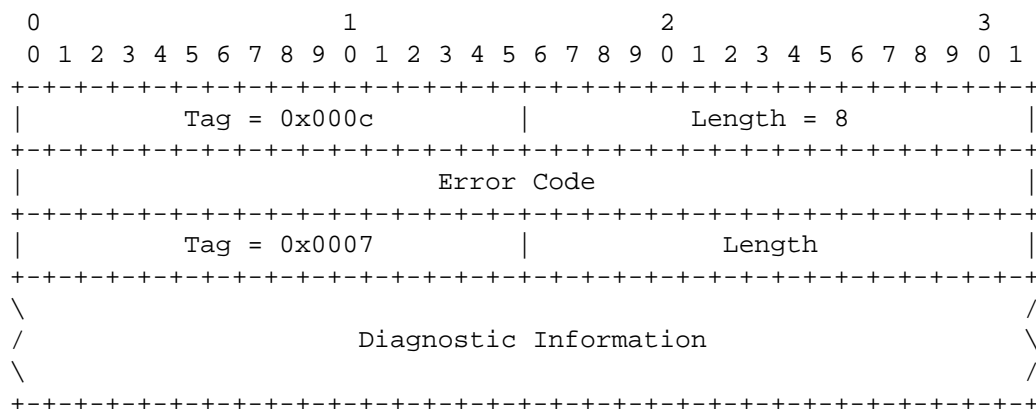 0                   1                   2                   3
 0 1 2 3 4 5 6 7 8 9 0 1 2 3 4 5 6 7 8 9 0 1 2 3 4 5 6 7 8 9 0 1
+-+-+-+-+-+-+-+-+-+-+-+-+-+-+-+-+-+-+-+-+-+-+-+-+-+-+-+-+-+-+-+-+
|          Tag = 0x000c         |          Length = 8           |
+-+-+-+-+-+-+-+-+-+-+-+-+-+-+-+-+-+-+-+-+-+-+-+-+-+-+-+-+-+-+-+-+
|                          Error Code                           |
+-+-+-+-+-+-+-+-+-+-+-+-+-+-+-+-+-+-+-+-+-+-+-+-+-+-+-+-+-+-+-+-+
|          Tag = 0x0007         |            Length             |
+-+-+-+-+-+-+-+-+-+-+-+-+-+-+-+-+-+-+-+-+-+-+-+-+-+-+-+-+-+-+-+-+
\                                                               /
/                     Diagnostic Information                    \
\                                                               /
+-+-+-+-+-+-+-+-+-+-+-+-+-+-+-+-+-+-+-+-+-+-+-+-+-+-+-+-+-+-+-+-+